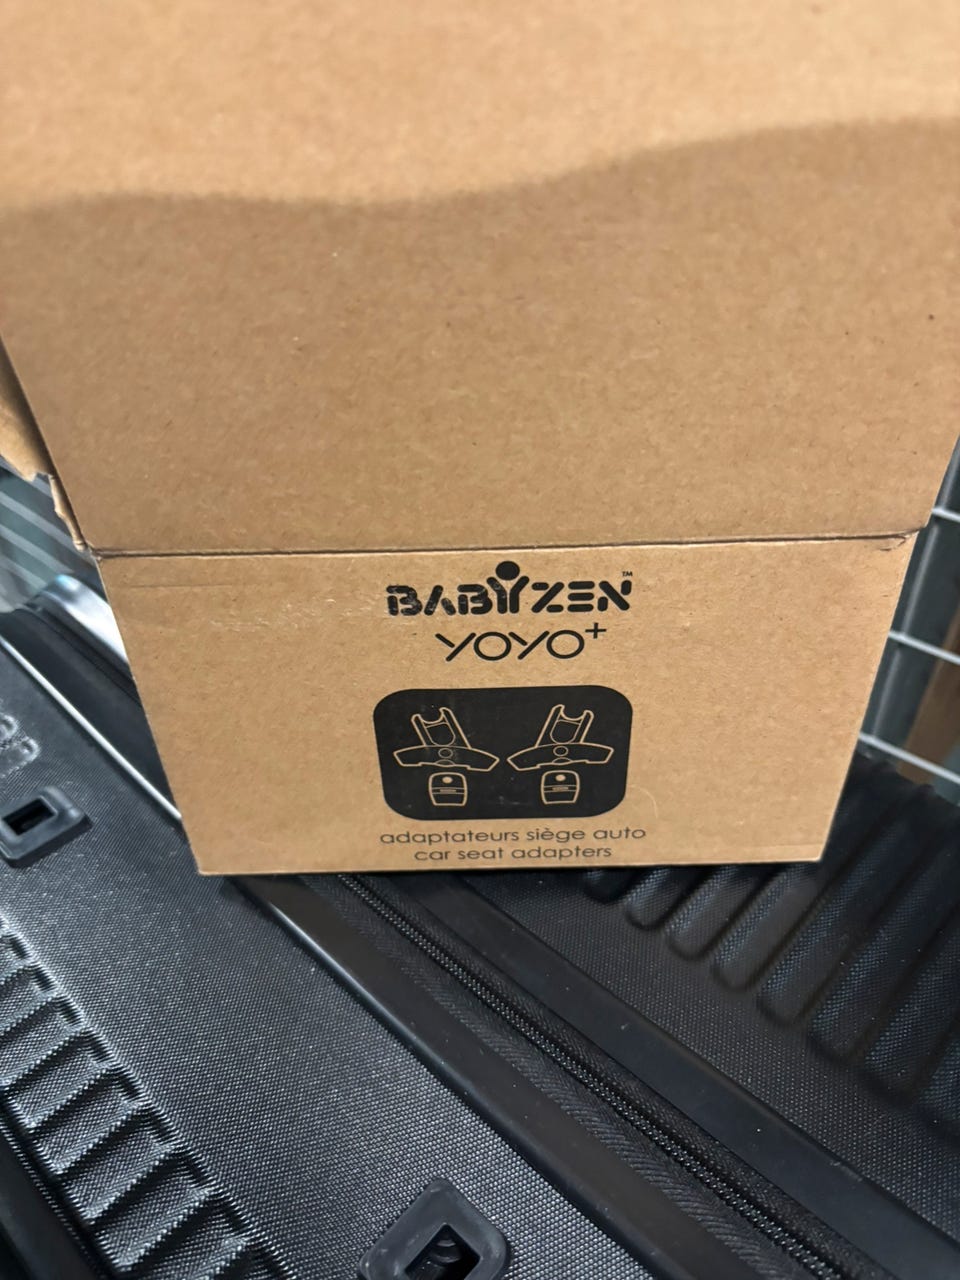 BABYZEN™
YOYO+
adaptateurs siège auto
car seat adapters